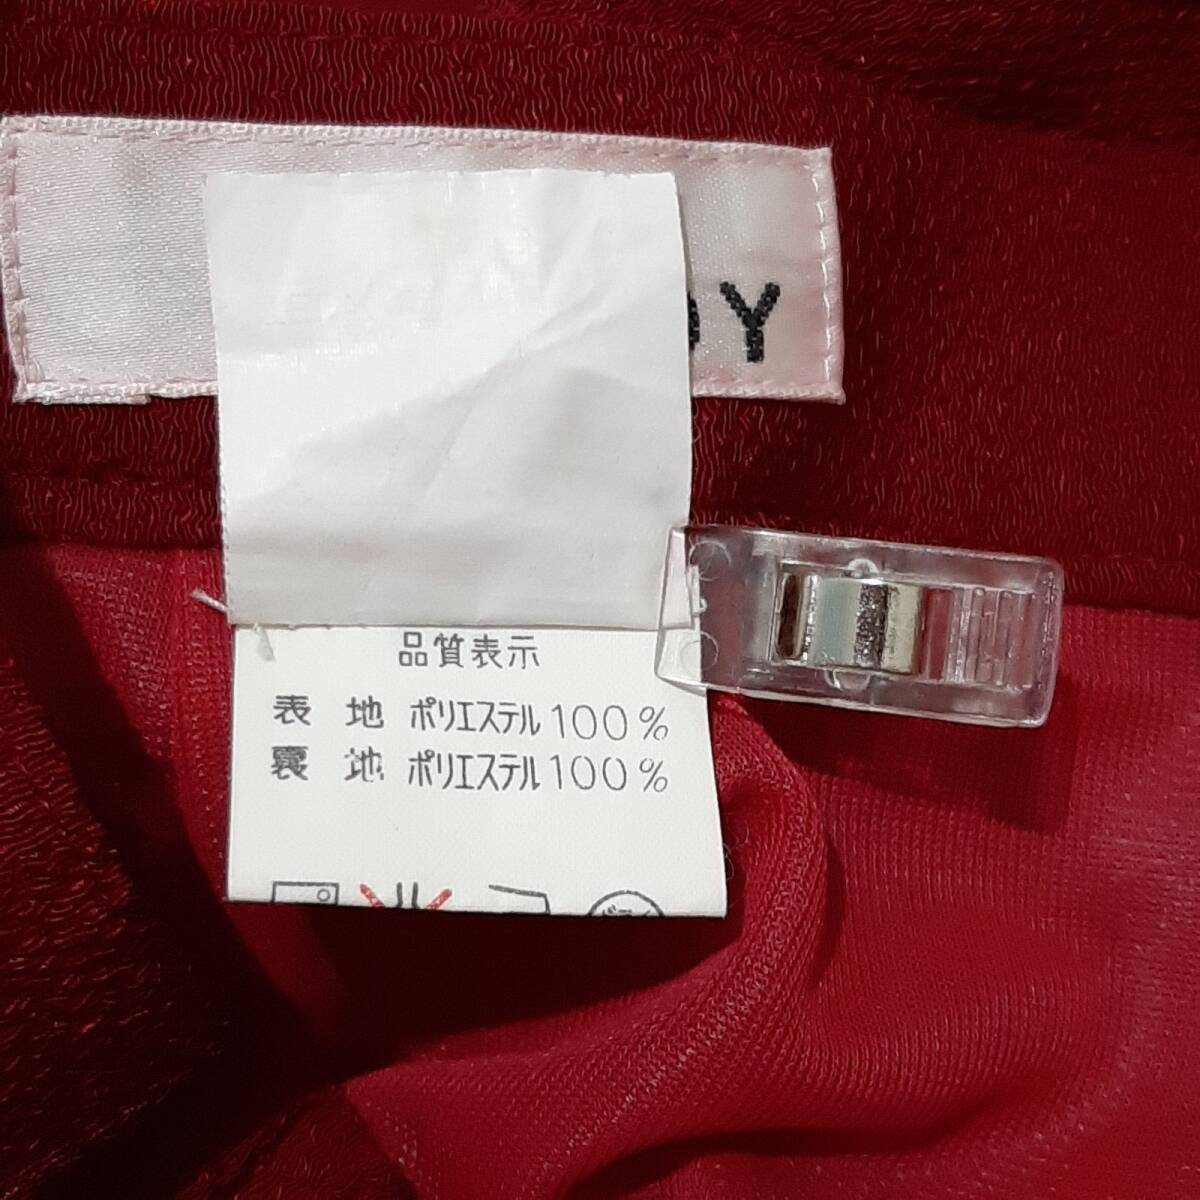 Y
品質表示
表 地 ポリエステル 100%
裏 地 ポリエステル 100%